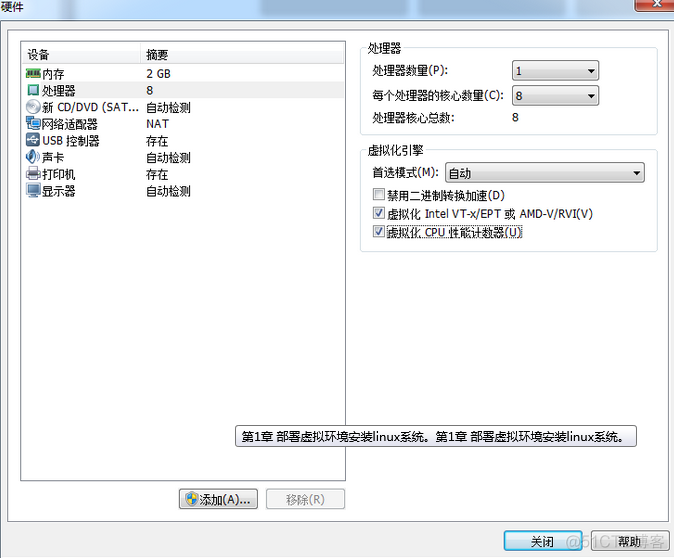 硬件
设备 摘要
内存 2 GB
处理器 8
新 CD/DVD (SAT... 自动检测
网络适配器 NAT
USB 控制器 存在
声卡 自动检测
打印机 存在
显示器 自动检测
添加(A)...
移除(R)
处理器
处理器数量(P): 1
每个处理器的核心数量(C): 8
处理器核心总数: 8
虚拟化引擎
首选模式(M): 自动
禁用二进制转换加速(D)
虚拟化 Intel VT-x/EPT 或 AMD-V/RVI(V)
虚拟化 CPU 性能计数器(U)
第1章 部署虚拟环境安装linux系统。第1章 部署虚拟环境安装linux系统。
关闭
帮助
@51CTO博客